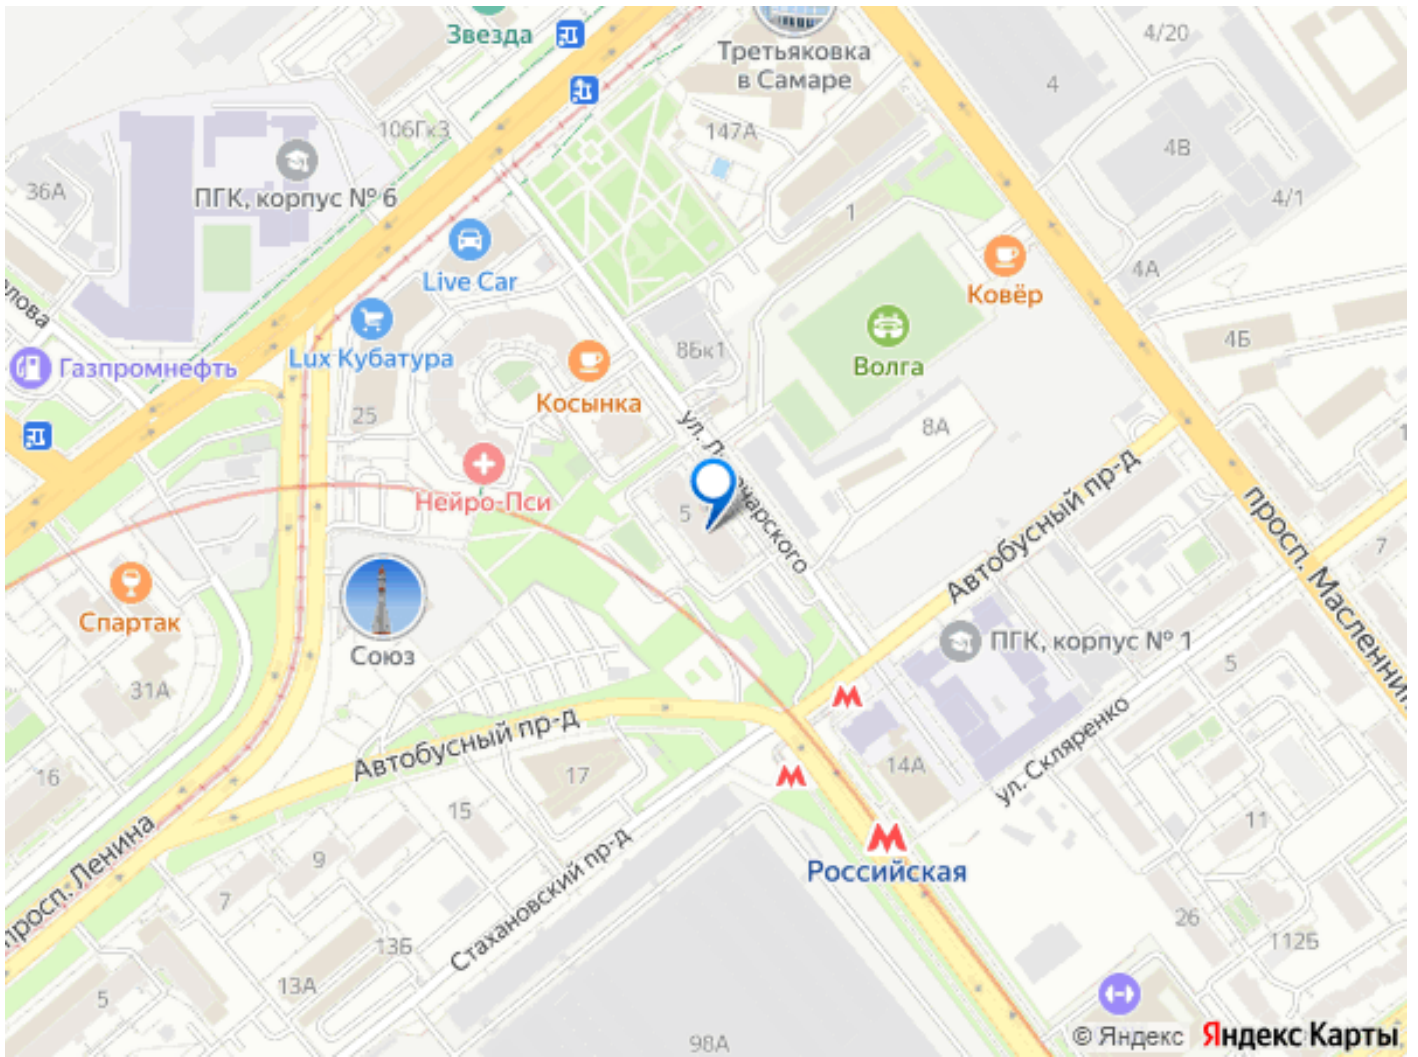 Звезда
Третьяковка
в Самаре
4/20
4
106Гк3
147А
4В
36А
ПГК, корпус № 6
1
4/1
Live Car
4А
Ковёр
Lux Кубатура
8Бк1
4Б
Газпромнефть
Волга
Косынка
25
8А
Нейро-Пси
5
Автобусный пр-д
просп. Масленни
7
Спартак
Союз
ПГК, корпус № 1
5
31А
ул. Скляренко
Автобусный пр-д
16
17
14А
15
11
9
просп. Ленина
Стахановский пр-д
Российская
7
26
13Б
112Б
13А
5
98А
© Яндекс Яндекс Карты